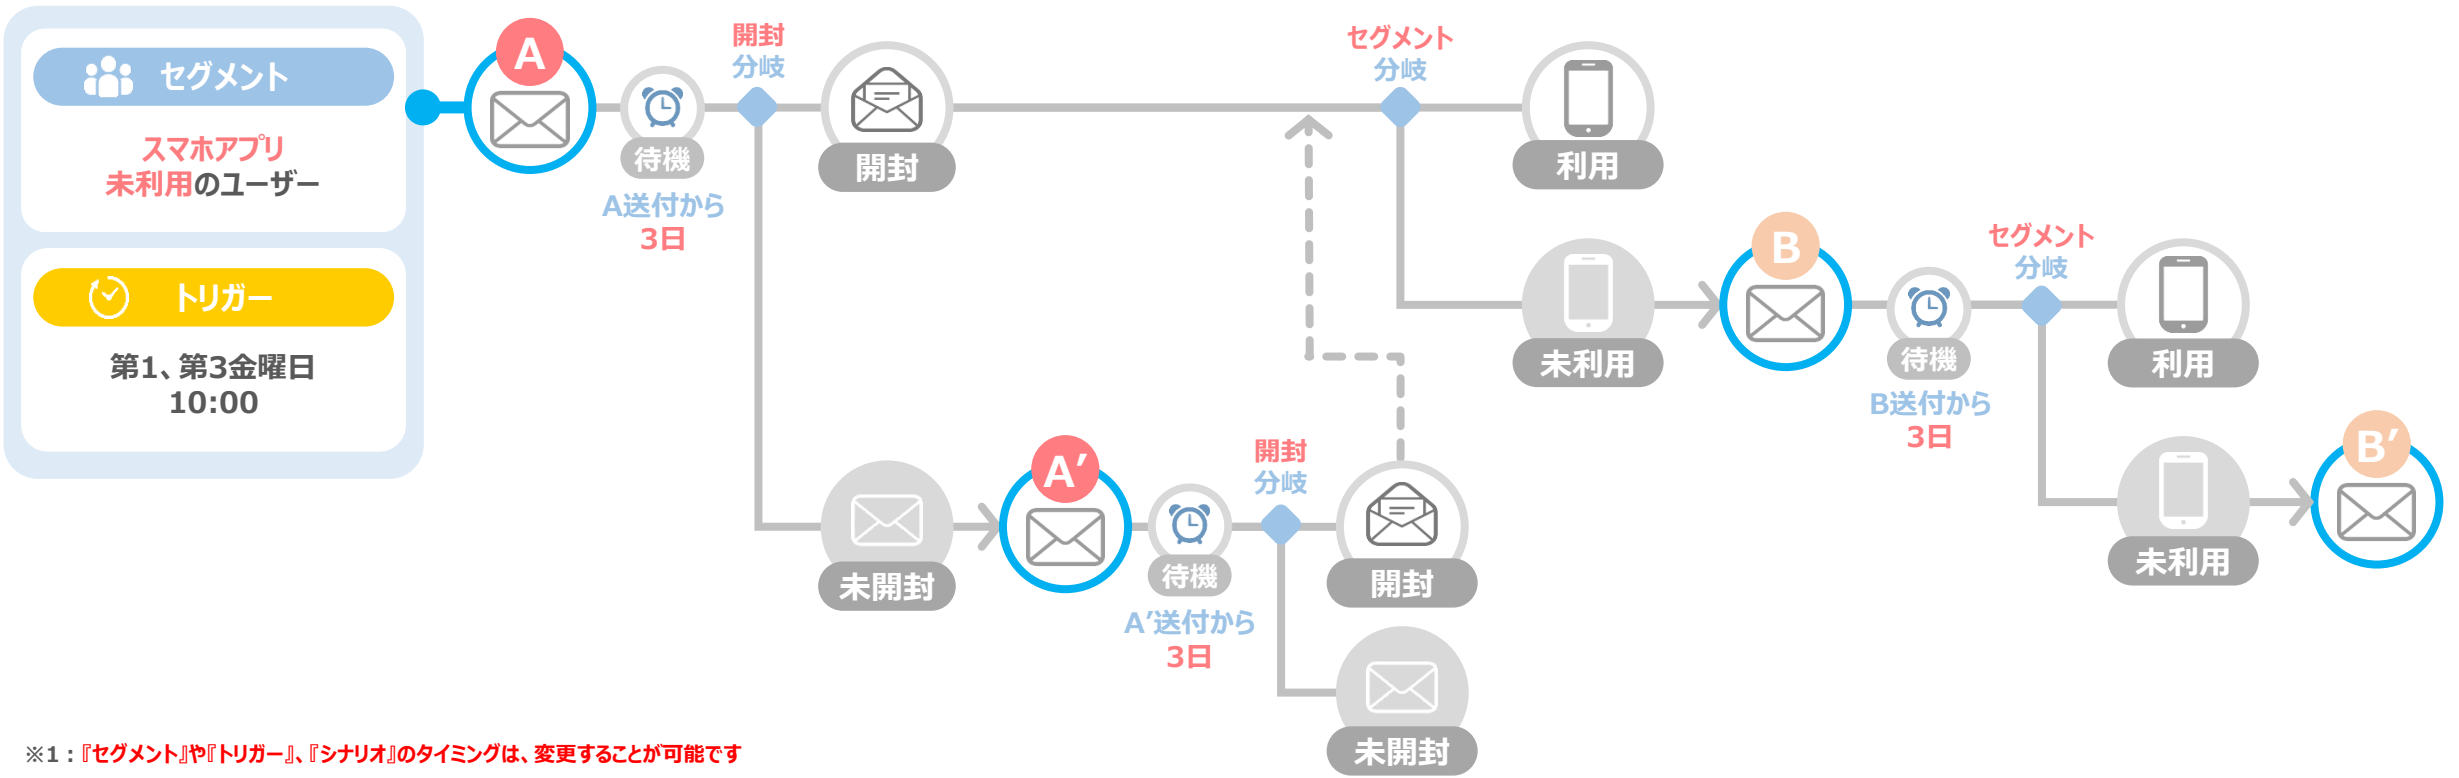 セグメント
スマホアプリ
未利用のユーザー
トリガー
第1、第3金曜日
10:00
A
待機
A送付から
3日
開封
分岐
開封
セグメント
分岐
利用
未利用
B
待機
B送付から
3日
セグメント
分岐
利用
未利用
B′
未開封
A′
待機
A′送付から
3日
開封
分岐
開封
未開封
※1：『セグメント』や『トリガー』、『シナリオ』のタイミングは、変更することが可能です